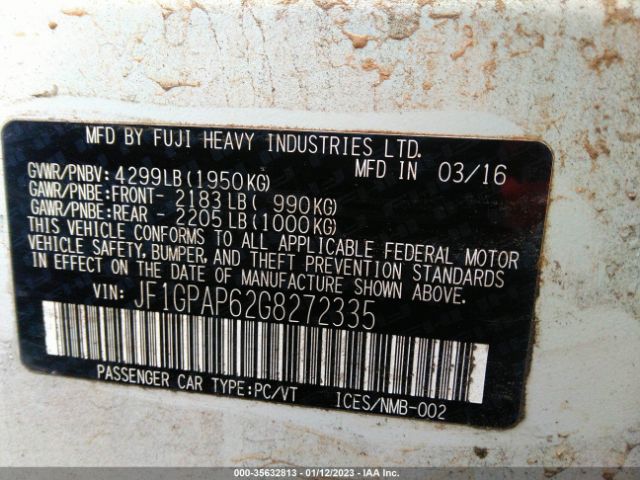 MFD BY FUJI HEAVY INDUSTRIES LTD.
GVWR/PNBV: 4299LB(1950KG) MFD IN 03/16
GAWR/PNBE:FRONT- 2183LB( 990KG)
GAWR/PNBE:REAR - 2205LB(1000KG)
THIS VEHICLE CONFORMS TO ALL APPLICABLE FEDERAL MOTOR
VEHICLE SAFETY, BUMPER, AND THEFT PREVENTION STANDARDS
IN EFFECT ON THE DATE OF MANUFACTURE SHOWN ABOVE.
VIN: JF1GPAP62G8272335
PASSENGER CAR TYPE:PC/VT ICES/NMB-002
000-35632813 - 01/12/2023 - IAA Inc.